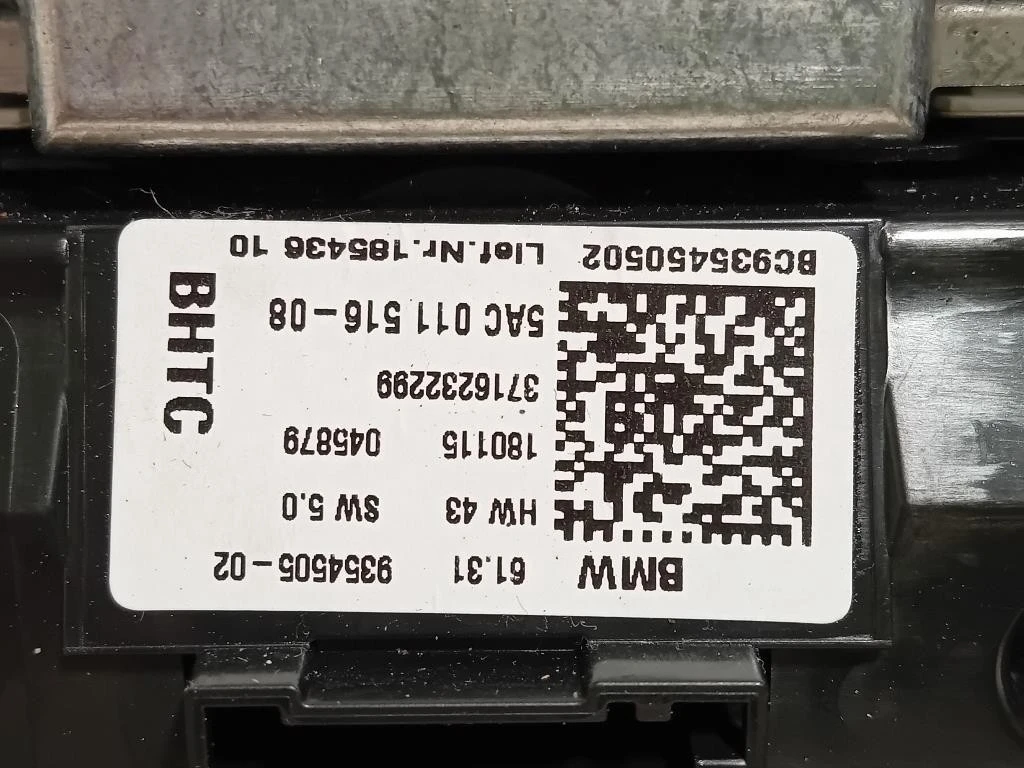 BMW 61.31 9354505-02
HW 43 SW 5.0
180115 045879
3716232299
5AC 011 516-08
BC935450502 Lief.Nr.185436 10
BHTC